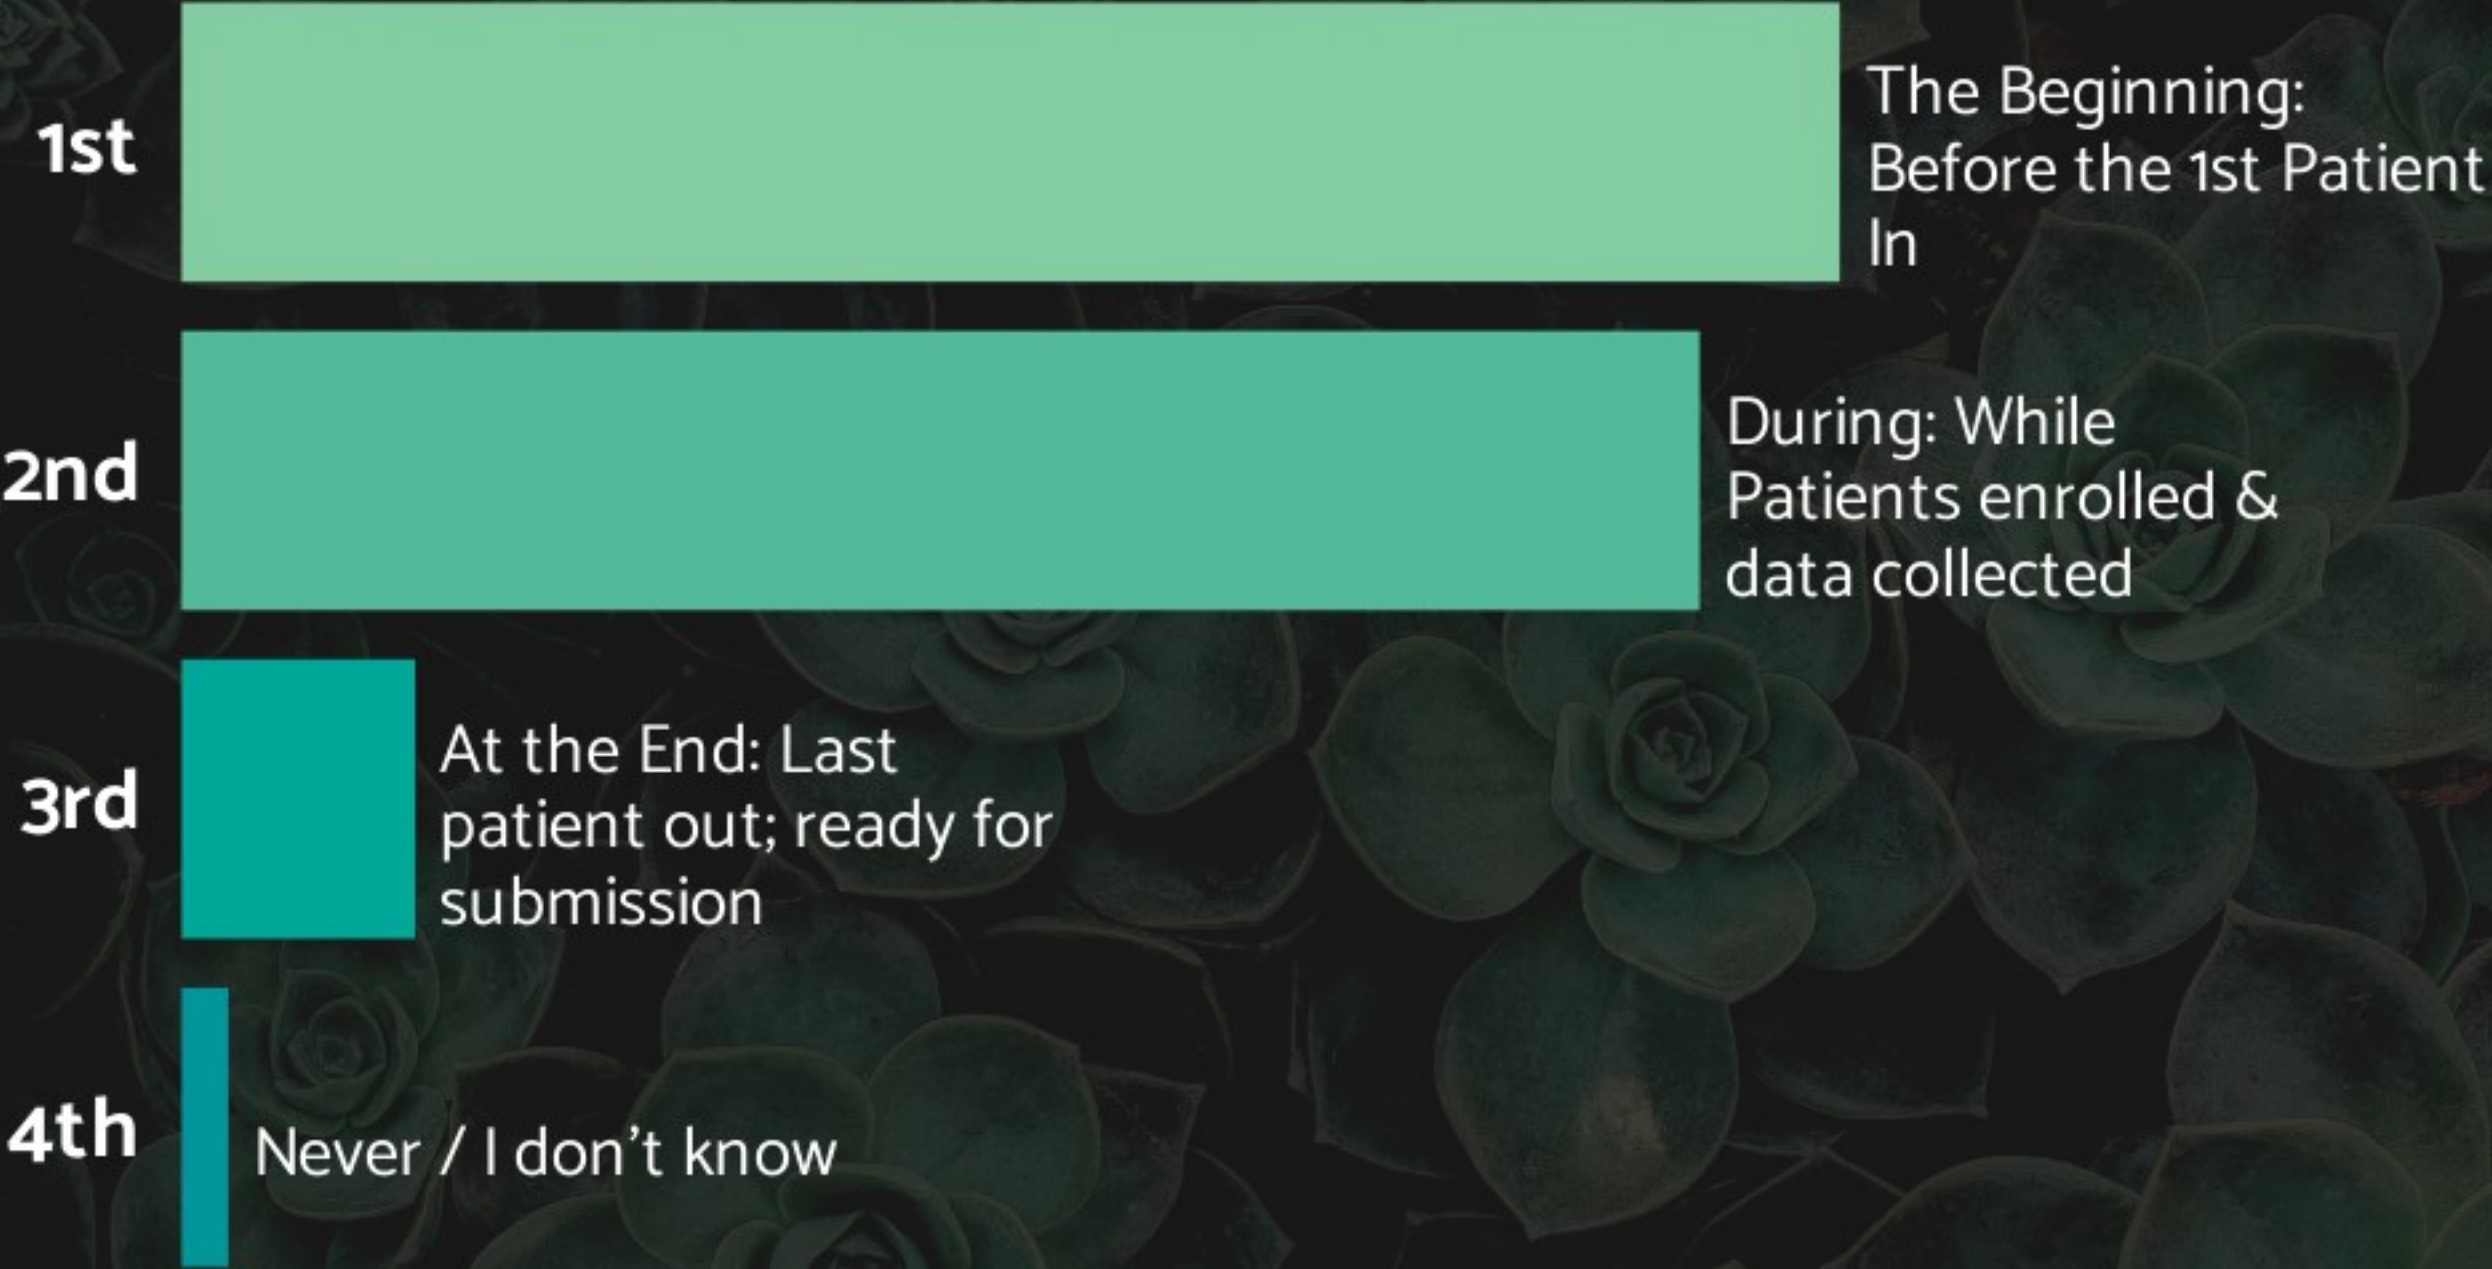 1st
The Beginning:
Before the 1st Patient
In
2nd
During: While
Patients enrolled &
data collected
3rd
At the End: Last
patient out; ready for
submission
4th
Never / I don't know